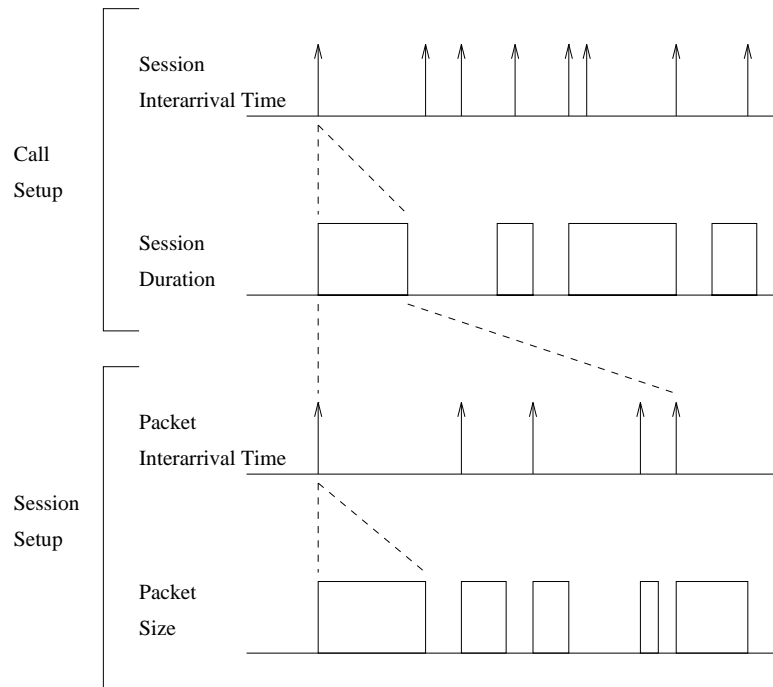 Session
Interarrival Time
Call
Setup
Session
Duration
Packet
Interarrival Time
Session
Setup
Packet
Size